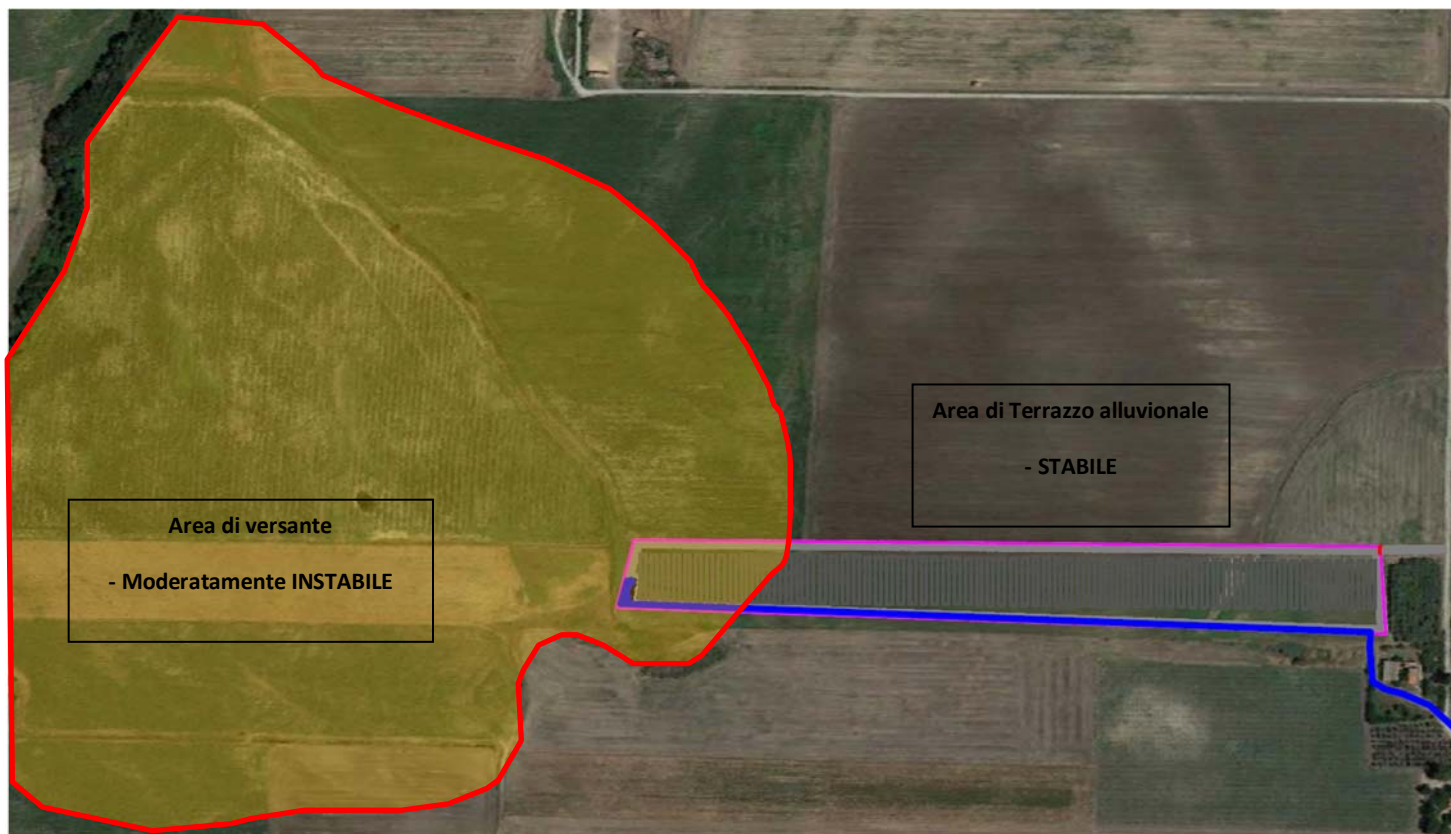 Area di Terrazzo alluvionale
- STABILE
Area di versante
- Moderatamente INSTABILE